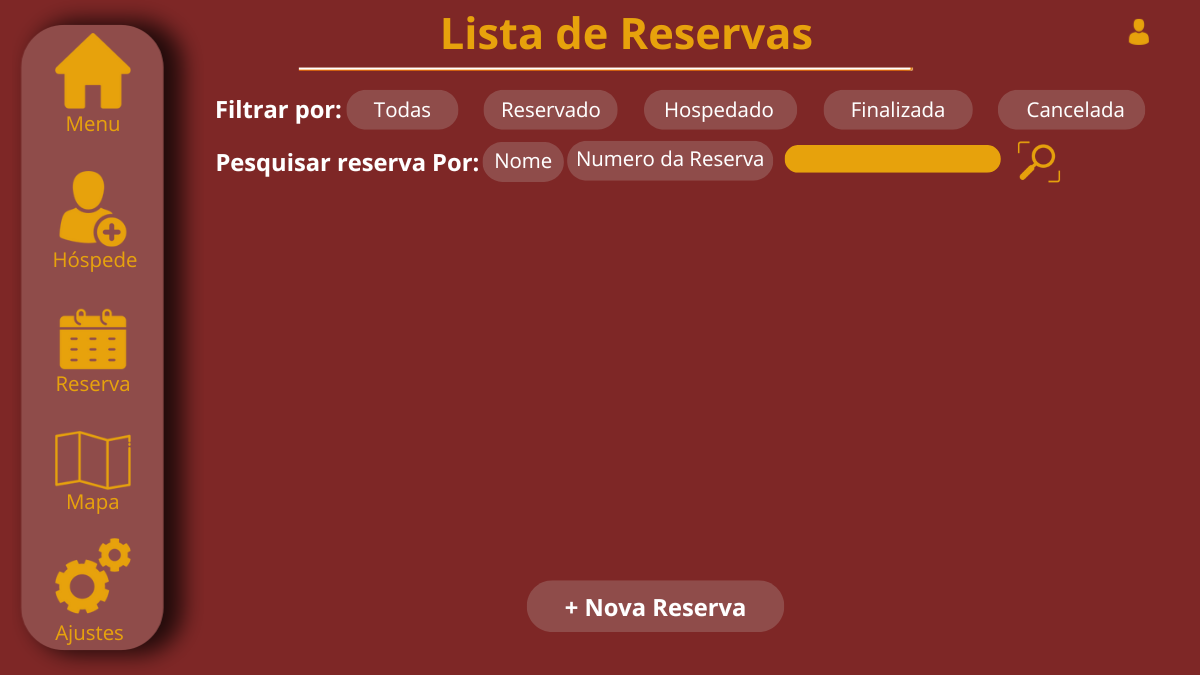 Lista de Reservas
Filtrar por: Todas Reservado Hospedado Finalizada Cancelada
Pesquisar reserva Por: Nome Numero da Reserva
Menu
Hóspede
Reserva
Mapa
Ajustes
+ Nova Reserva